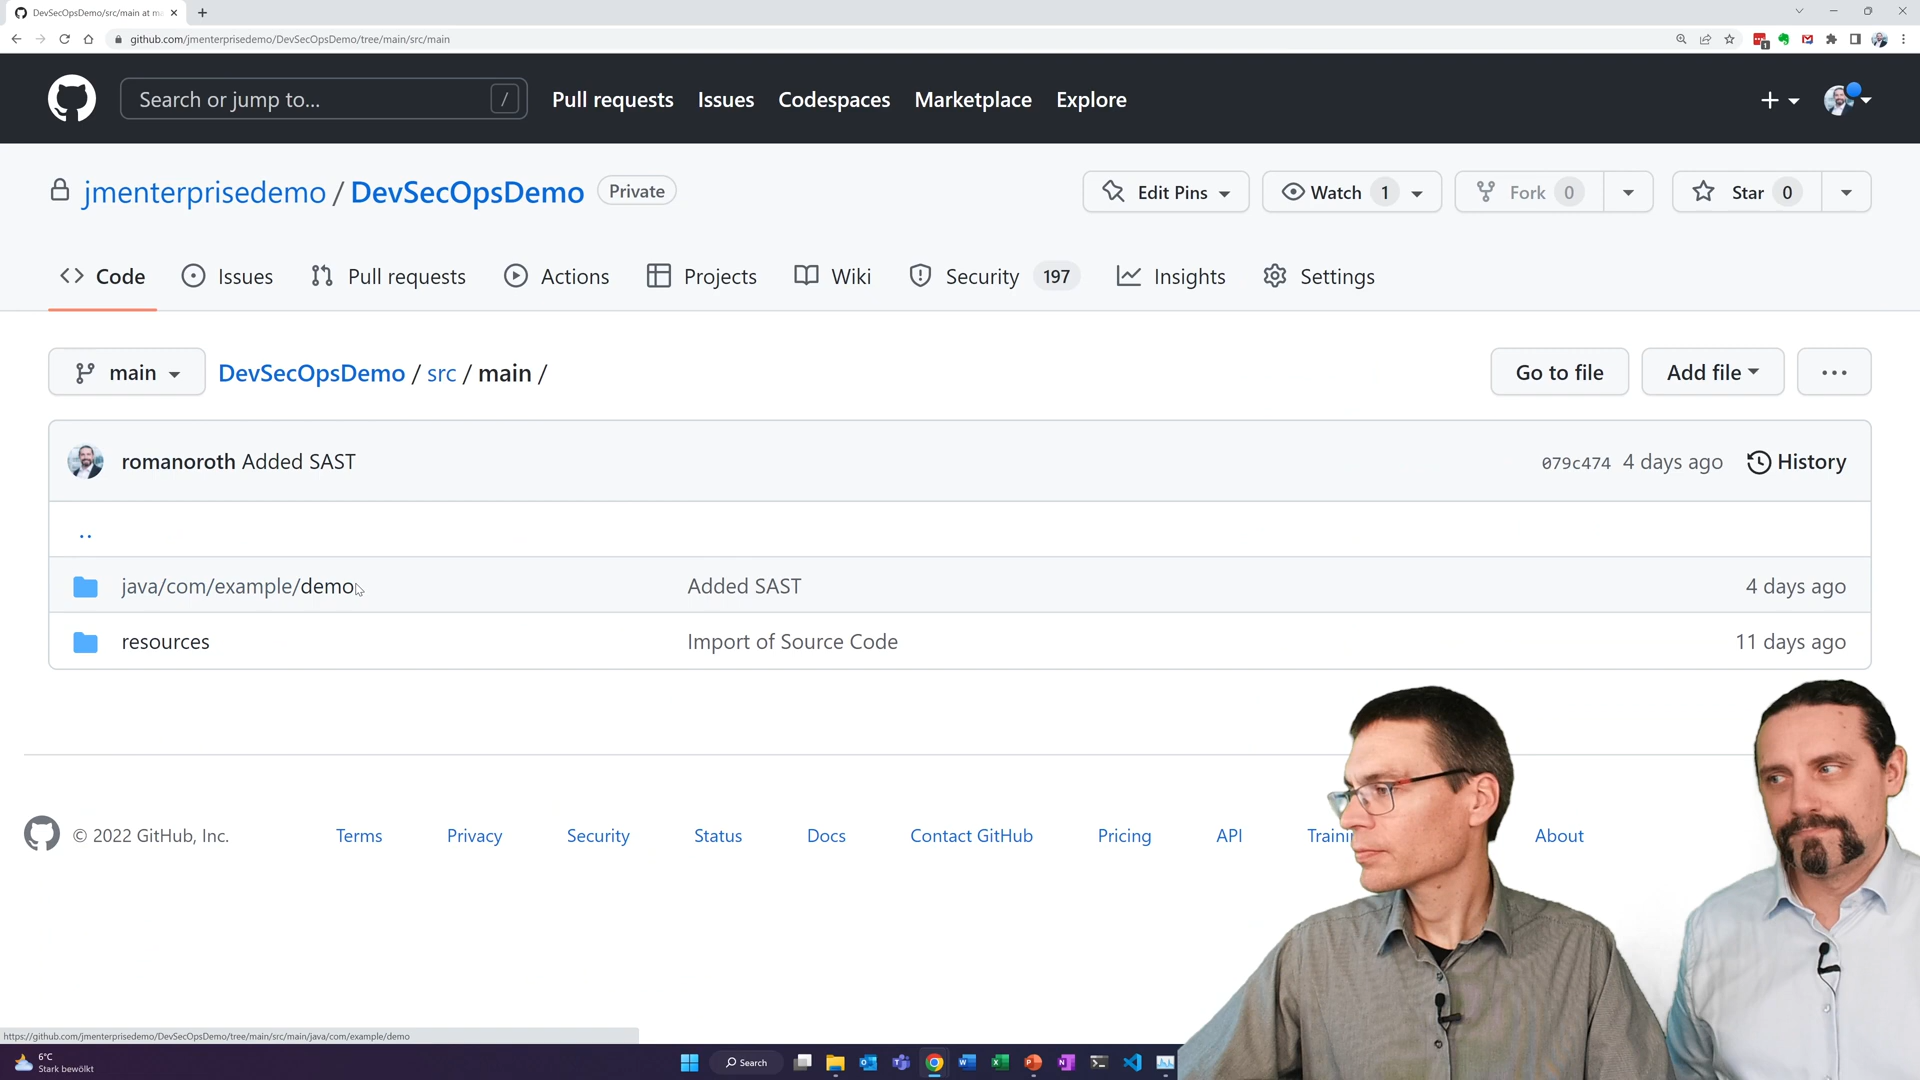 DevSecOpsDemo/src/main at ma
github.com/jmenterprisedemo/DevSecOpsDemo/tree/main/src/main
Search or jump to... /
Pull requests
Issues
Codespaces
Marketplace
Explore
jmenterprisedemo / DevSecOpsDemo Private
Edit Pins
Watch 1
Fork 0
Star 0
Code
Issues
Pull requests
Actions
Projects
Wiki
Security 197
Insights
Settings
main
DevSecOpsDemo / src / main /
Go to file
Add file
romanoroth Added SAST
079c474 4 days ago
History
..
java/com/example/demo
Added SAST
4 days ago
resources
Import of Source Code
11 days ago
© 2022 GitHub, Inc.
Terms
Privacy
Security
Status
Docs
Contact GitHub
Pricing
API
About
https://github.com/jmenterprisedemo/DevSecOpsDemo/tree/main/src/main/java/com/example/demo
6°C
Stark bewölkt
Search